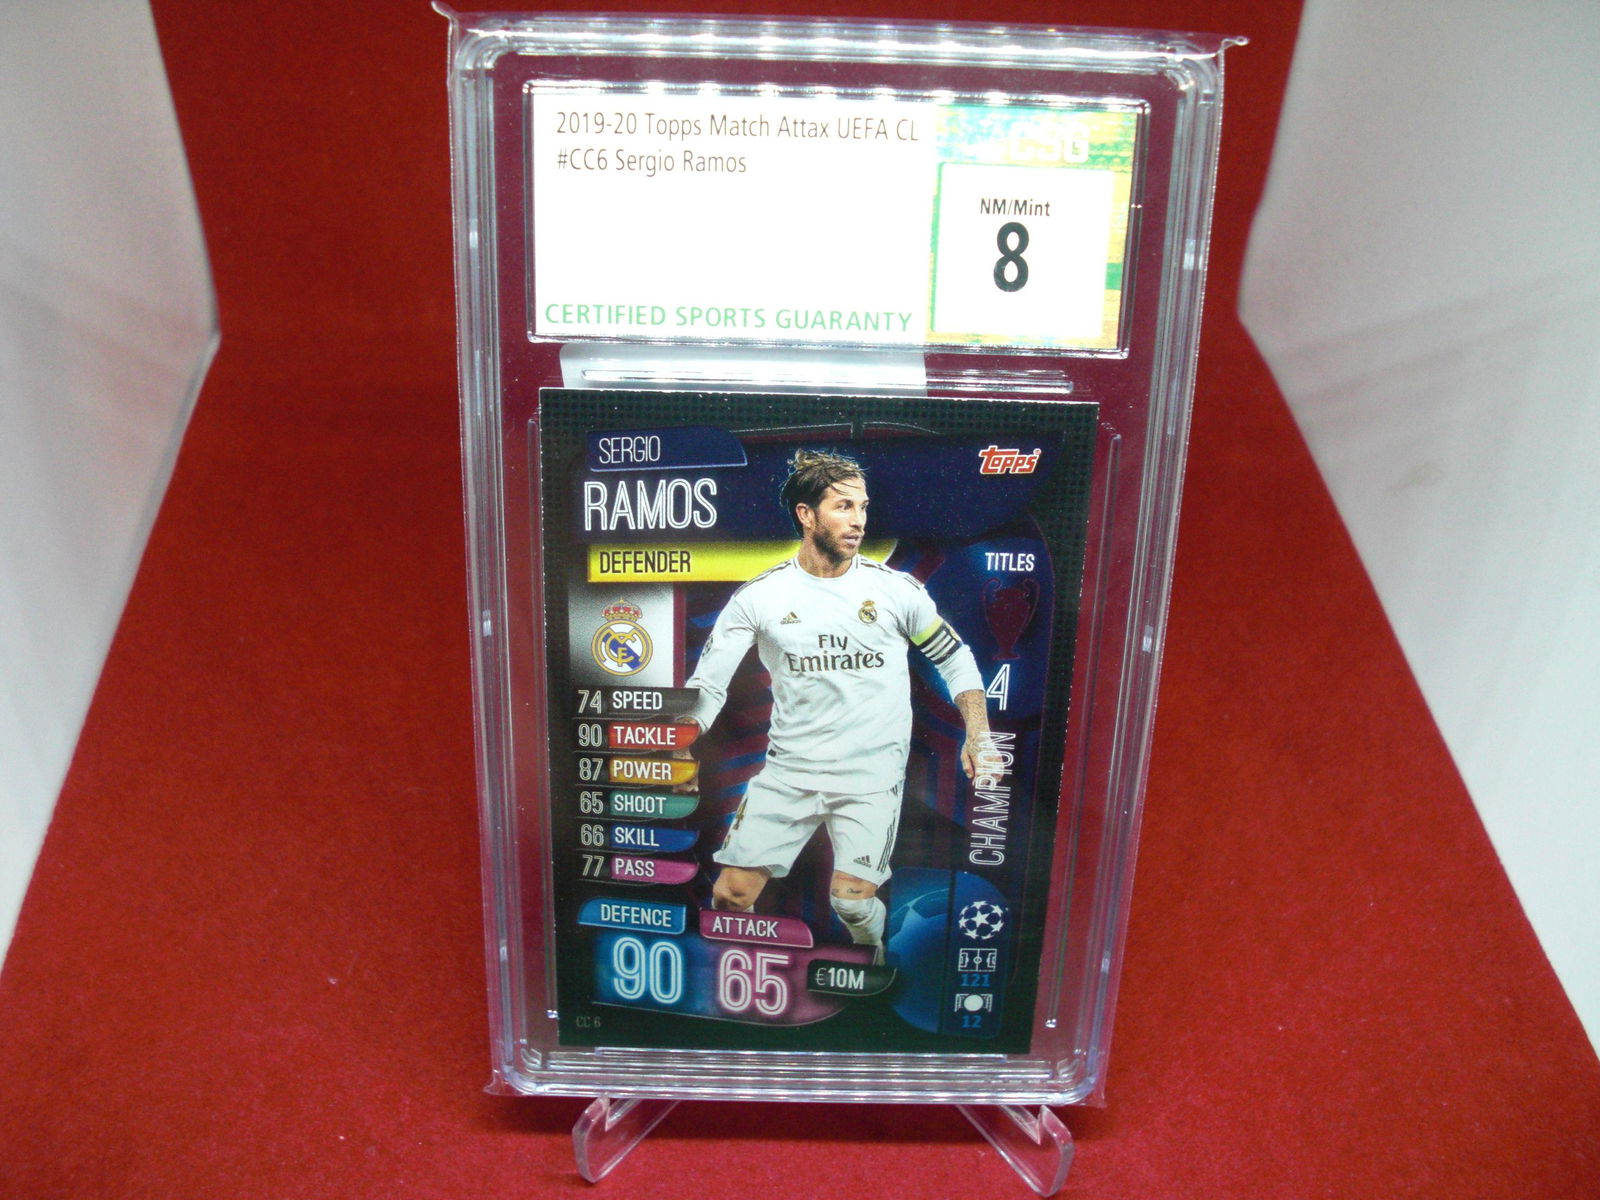 2019-20 Topps Match Attax UEFA CL
#CC6 Sergio Ramos
CSG
NM/Mint
8
CERTIFIED SPORTS GUARANTY
SERGIO
RAMOS
topps
DEFENDER
TITLES
4
CHAMPION
adidas
Fly
Emirates
74 SPEED
90 TACKLE
87 POWER
65 SHOOT
66 SKILL
77 PASS
DEFENCE
90
ATTACK
65
€10M
121
12
CC 6